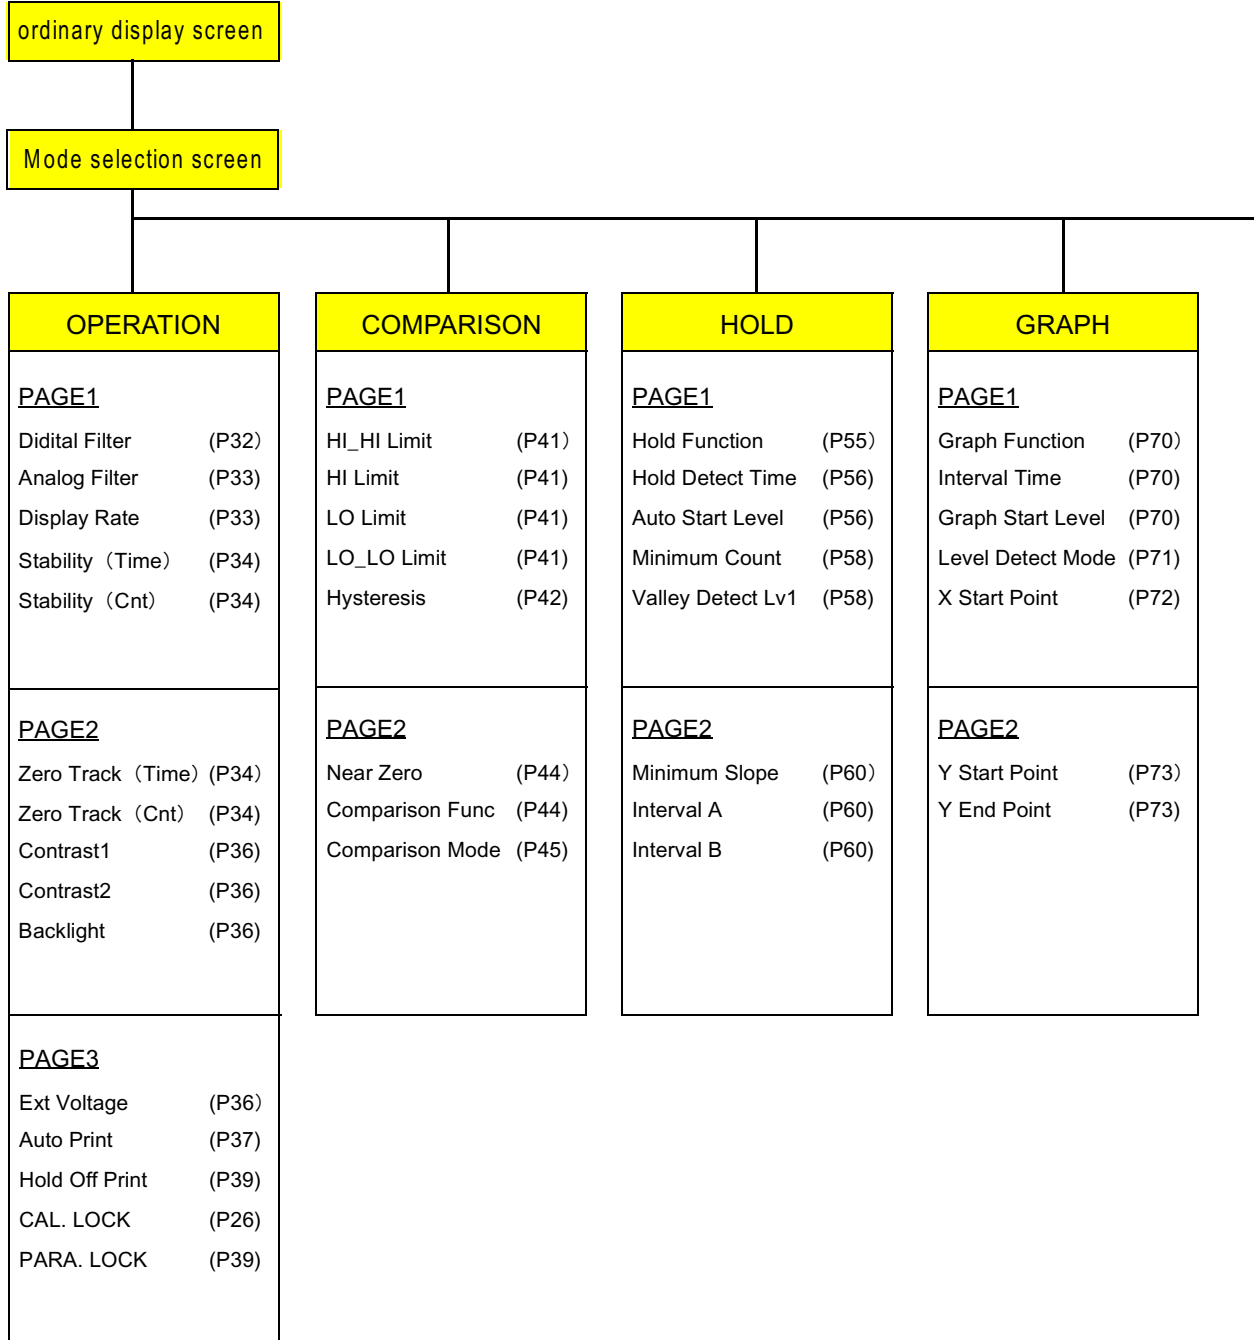 ordinary display screen
Mode selection screen
OPERATION
PAGE1
Didital Filter (P32）
Analog Filter (P33)
Display Rate (P33)
Stability（Time） (P34)
Stability（Cnt） (P34)
PAGE2
Zero Track（Time）(P34）
Zero Track（Cnt） (P34)
Contrast1 (P36)
Contrast2 (P36)
Backlight (P36)
PAGE3
Ext Voltage (P36）
Auto Print (P37)
Hold Off Print (P39)
CAL. LOCK (P26)
PARA. LOCK (P39)
COMPARISON
PAGE1
HI_HI Limit (P41）
HI Limit (P41)
LO Limit (P41)
LO_LO Limit (P41)
Hysteresis (P42)
PAGE2
Near Zero (P44）
Comparison Func (P44)
Comparison Mode (P45)
HOLD
PAGE1
Hold Function (P55）
Hold Detect Time (P56)
Auto Start Level (P56)
Minimum Count (P58)
Valley Detect Lv1 (P58)
PAGE2
Minimum Slope (P60）
Interval A (P60)
Interval B (P60)
GRAPH
PAGE1
Graph Function (P70）
Interval Time (P70)
Graph Start Level (P70)
Level Detect Mode (P71)
X Start Point (P72)
PAGE2
Y Start Point (P73）
Y End Point (P73)